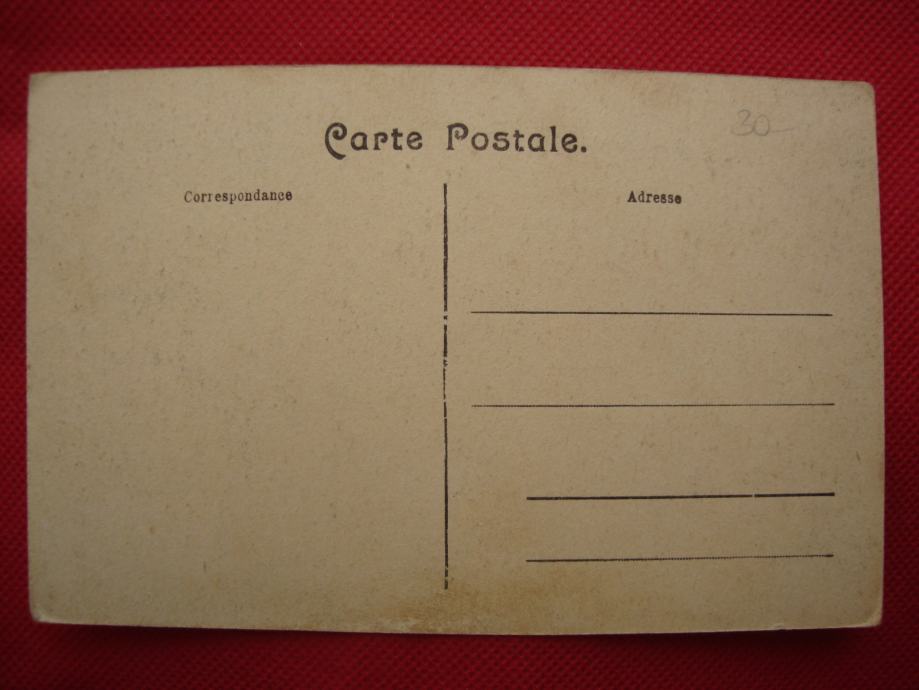 Carte Postale.
30
Correspondance
Adresse